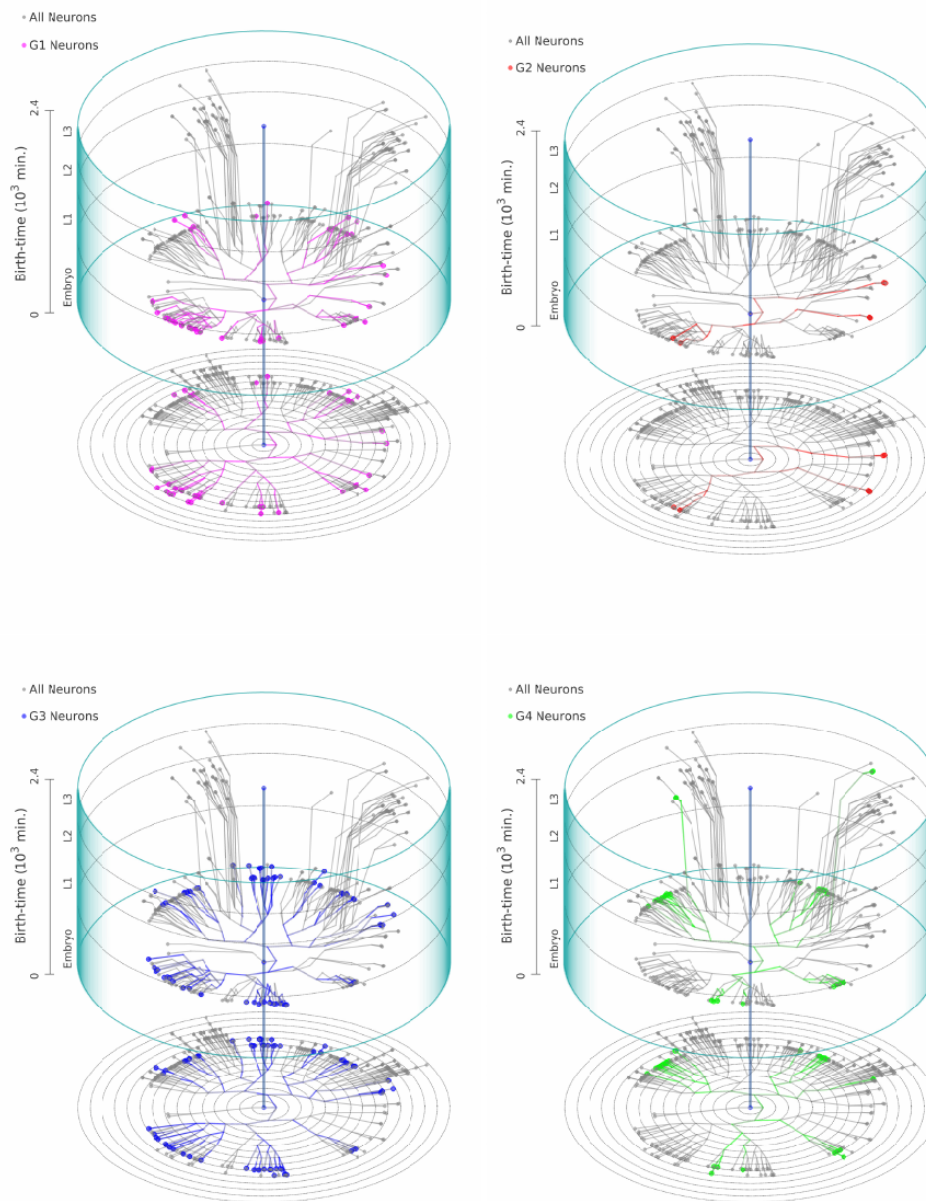 All Neurons
G1 Neurons
2.4
L3
L2
L1
Embryo
0
Birth-time (10³ min.)
All Neurons
G2 Neurons
2.4
L3
L2
L1
Embryo
0
Birth-time (10³ min.)
All Neurons
G3 Neurons
2.4
L3
L2
L1
Embryo
0
Birth-time (10³ min.)
All Neurons
G4 Neurons
2.4
L3
L2
L1
Embryo
0
Birth-time (10³ min.)